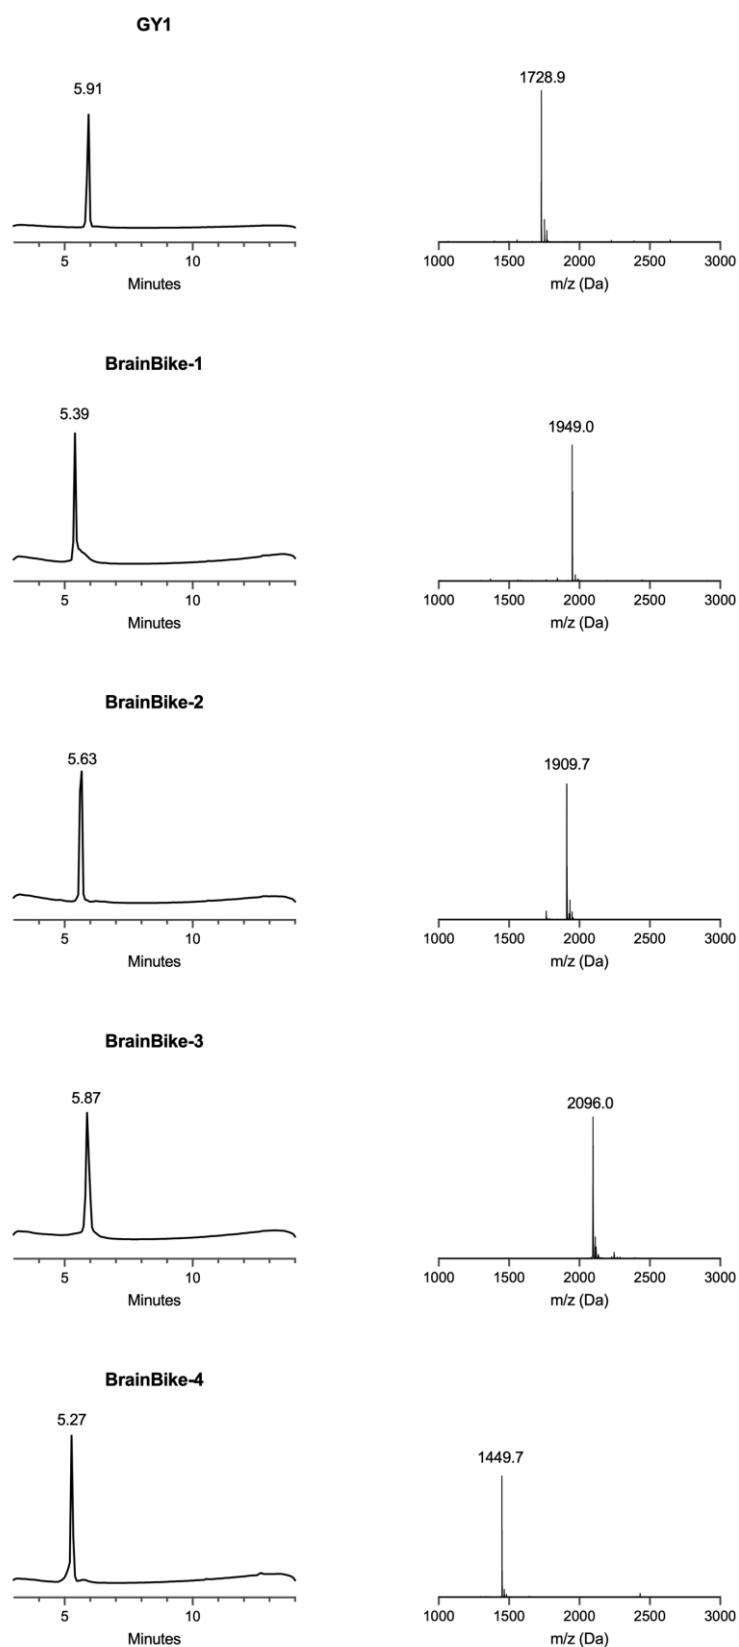 GY1
5.91
1728.9
5 10
1000 1500 2000 2500 3000
Minutes
m/z (Da)
BrainBike-1
5.39
1949.0
5 10
1000 1500 2000 2500 3000
Minutes
m/z (Da)
BrainBike-2
5.63
1909.7
5 10
1000 1500 2000 2500 3000
Minutes
m/z (Da)
BrainBike-3
5.87
2096.0
5 10
1000 1500 2000 2500 3000
Minutes
m/z (Da)
BrainBike-4
5.27
1449.7
5 10
1000 1500 2000 2500 3000
Minutes
m/z (Da)